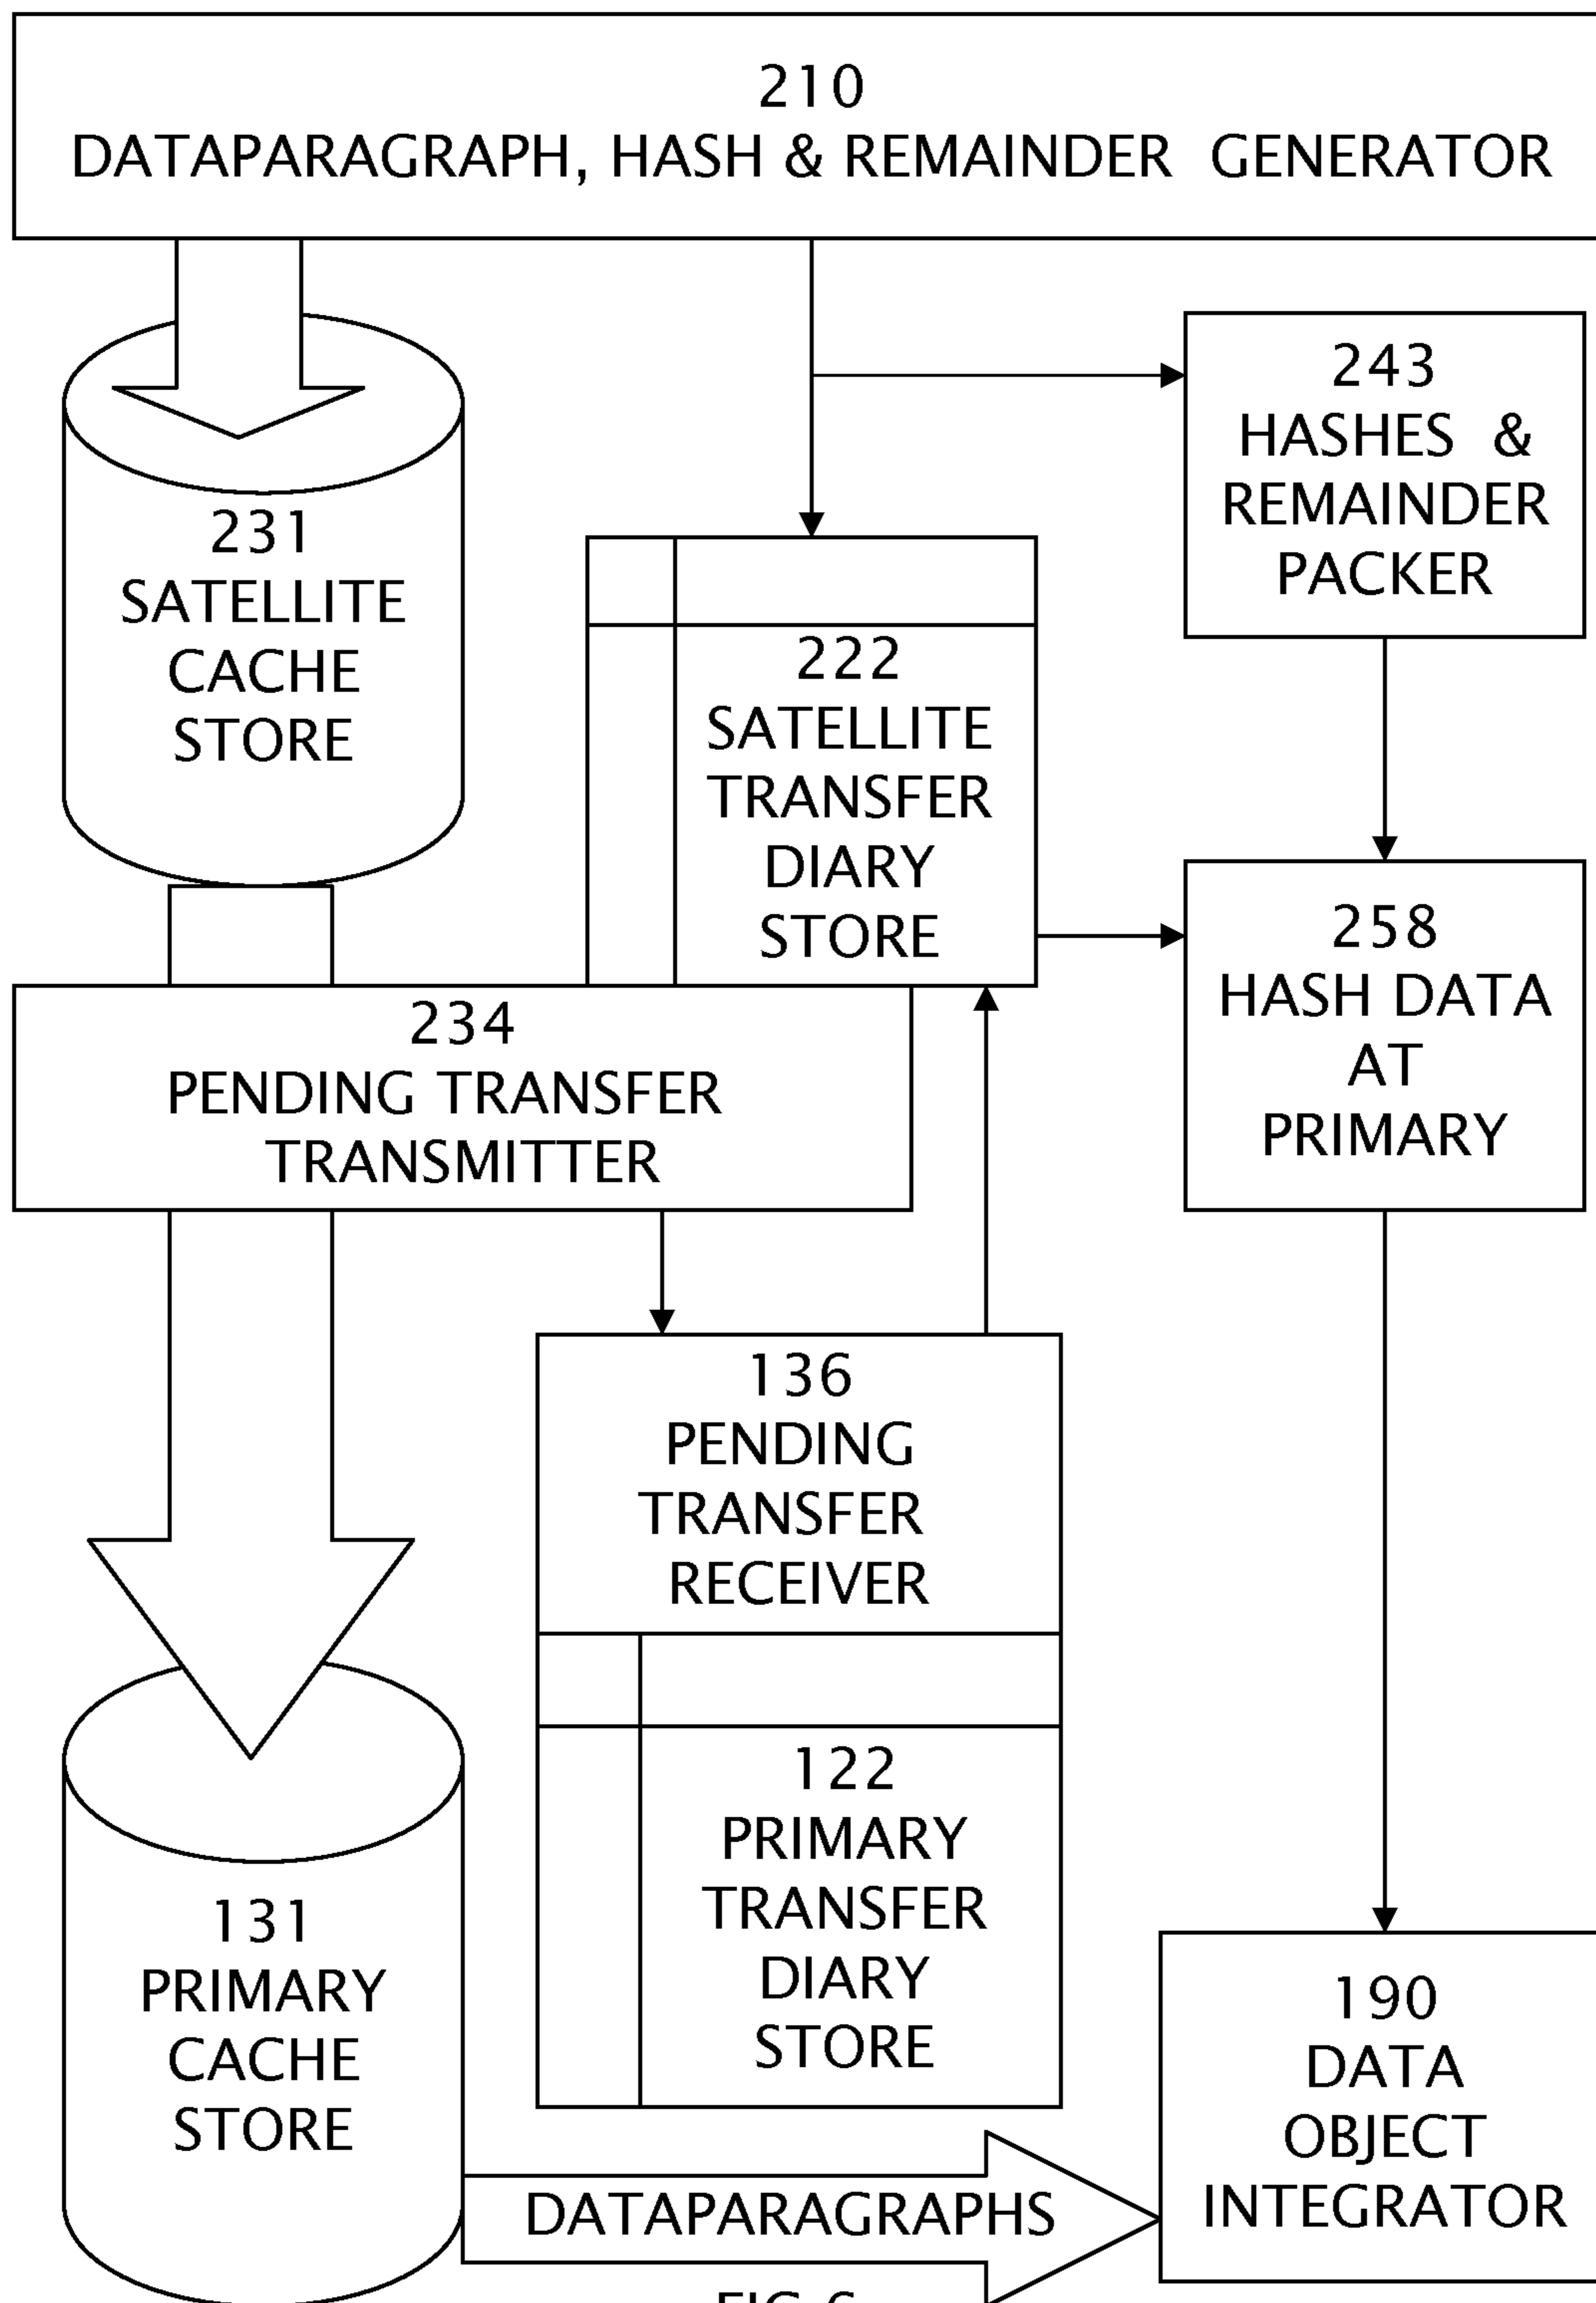 210
DATAPARAGRAPH, HASH & REMAINDER GENERATOR
243
HASHES &
REMAINDER
PACKER
231
SATELLITE
CACHE
STORE
222
SATELLITE
TRANSFER
DIARY
STORE
258
HASH DATA
AT
PRIMARY
234
PENDING TRANSFER
TRANSMITTER
136
PENDING
TRANSFER
RECEIVER
122
PRIMARY
TRANSFER
DIARY
STORE
131
PRIMARY
CACHE
STORE
190
DATA
OBJECT
INTEGRATOR
DATAPARAGRAPHS